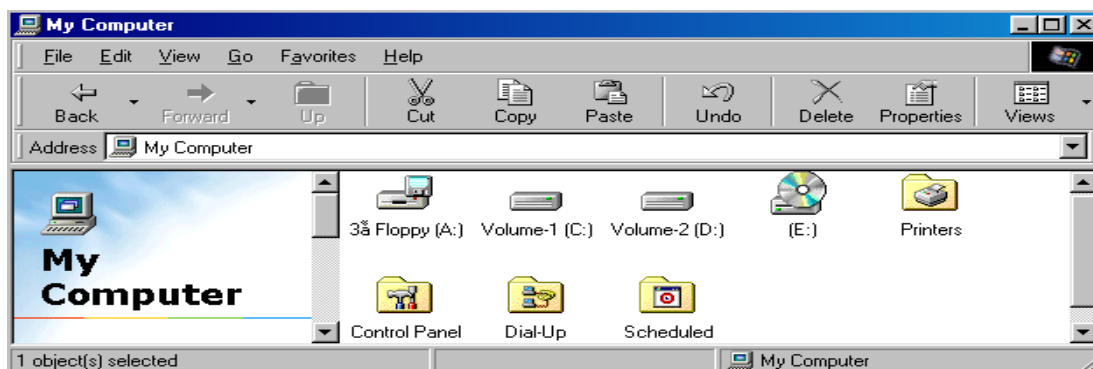 My Computer
File Edit View Go Favorites Help
Back Forward Up Cut Copy Paste Undo Delete Properties Views
Address My Computer
My
Computer
3ẵ Floppy (A:) Volume-1 (C:) Volume-2 (D:) (E:) Printers
Control Panel Dial-Up Scheduled
1 object(s) selected My Computer